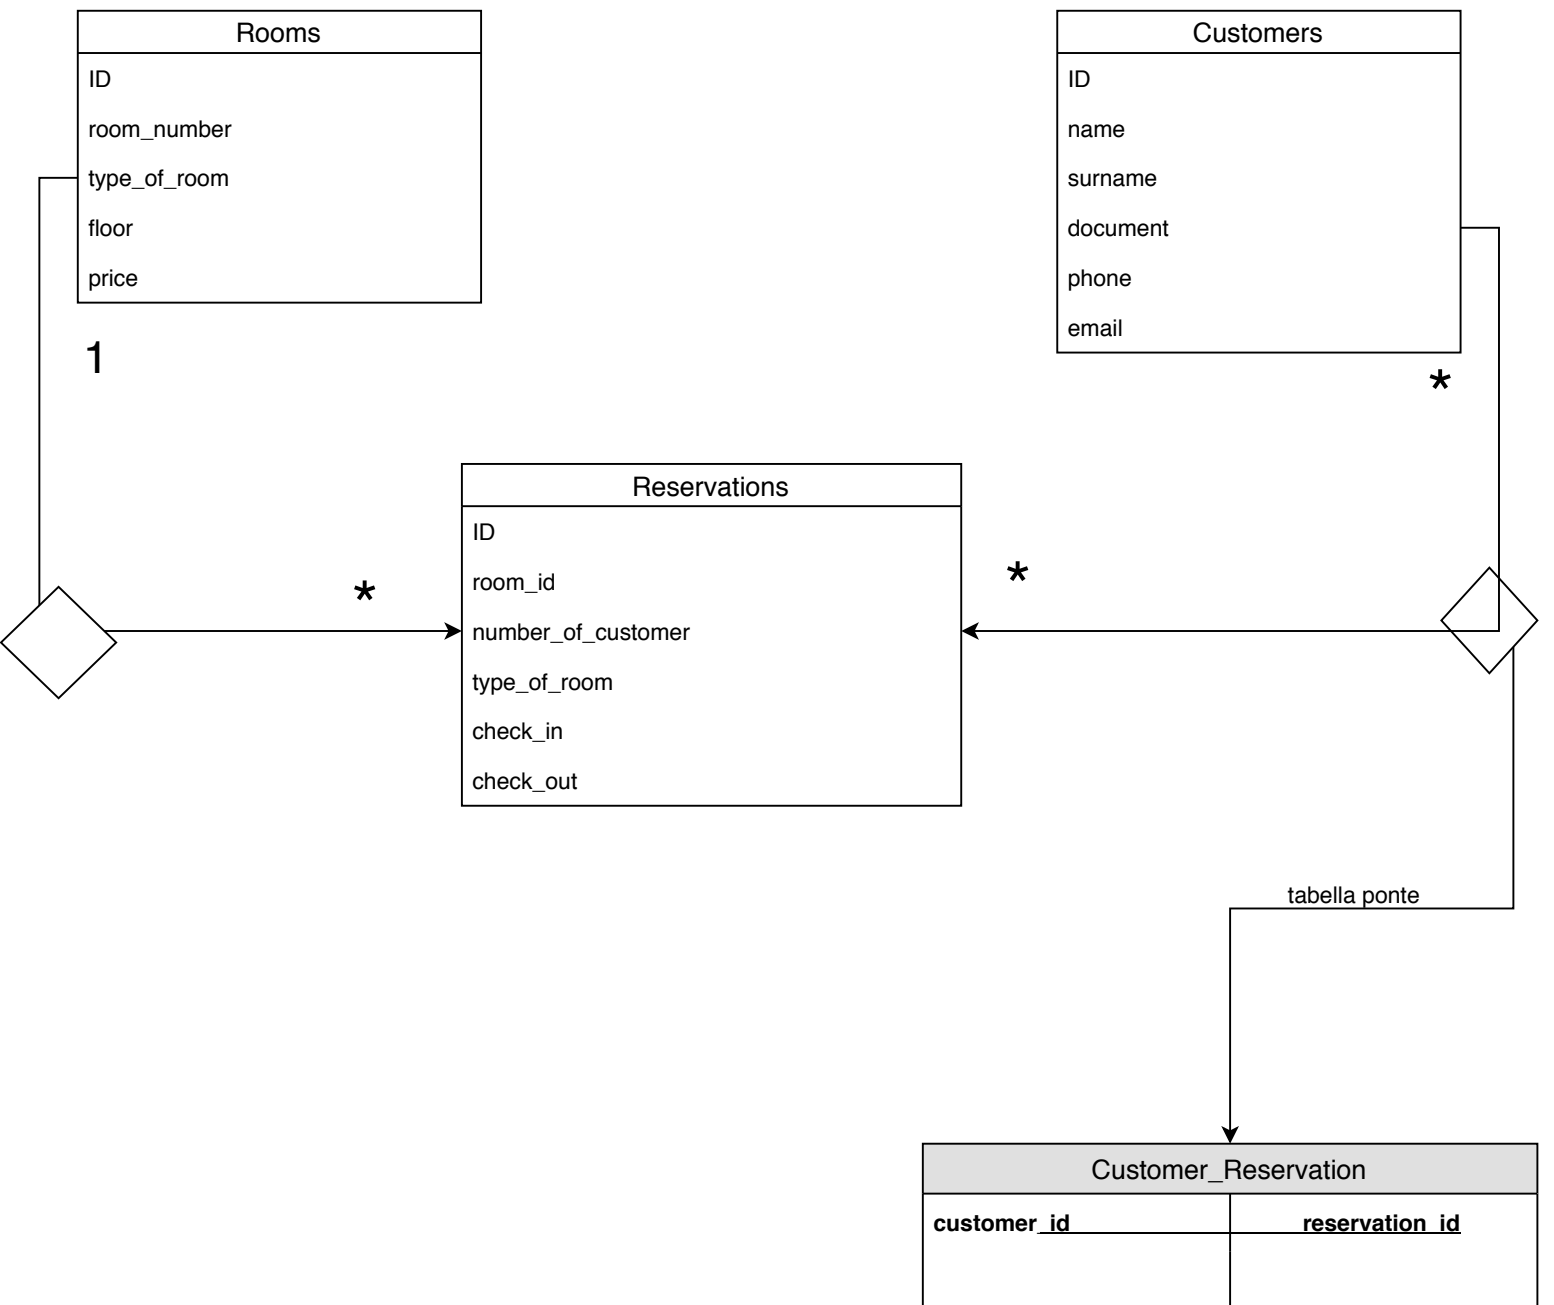 Rooms
ID
room_number
type_of_room
floor
price
1
Customers
ID
name
surname
document
phone
email
*
Reservations
ID
room_id
number_of_customer
type_of_room
check_in
check_out
*
*
tabella ponte
Customer_Reservation
customer_id reservation_id